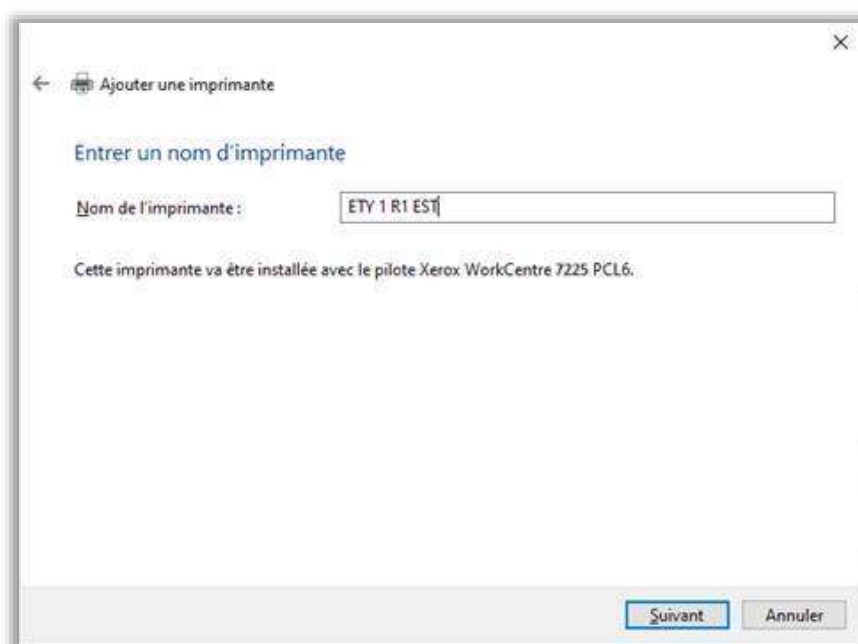 Ajouter une imprimante
Entrer un nom d'imprimante
Nom de l'imprimante : ETY 1 R1 EST
Cette imprimante va être installée avec le pilote Xerox WorkCentre 7225 PCL6.
Suivant Annuler